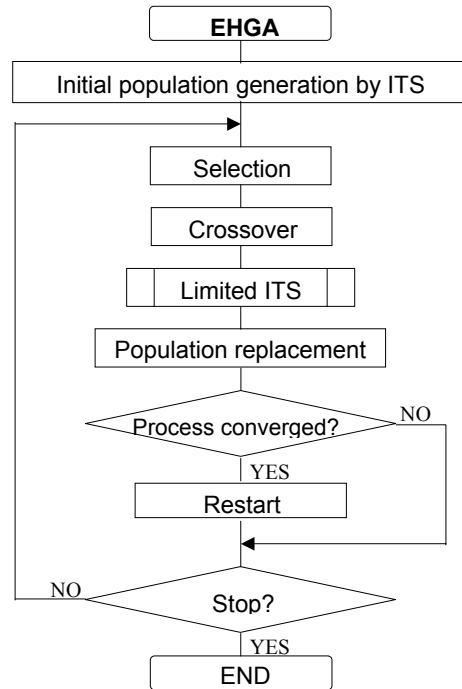 EHGA
Initial population generation by ITS
Selection
Crossover
Limited ITS
Population replacement
Process converged?
NO
YES
Restart
NO
Stop?
YES
END